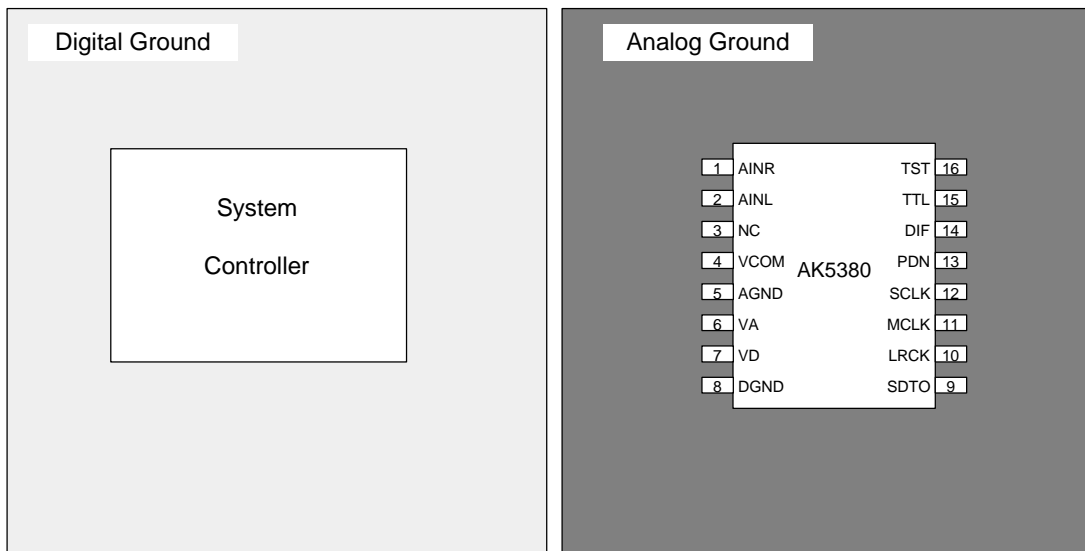 Digital Ground
System
Controller
Analog Ground
1 AINR
2 AINL
3 NC
4 VCOM
5 AGND
6 VA
7 VD
8 DGND
AK5380
TST 16
TTL 15
DIF 14
PDN 13
SCLK 12
MCLK 11
LRCK 10
SDTO 9